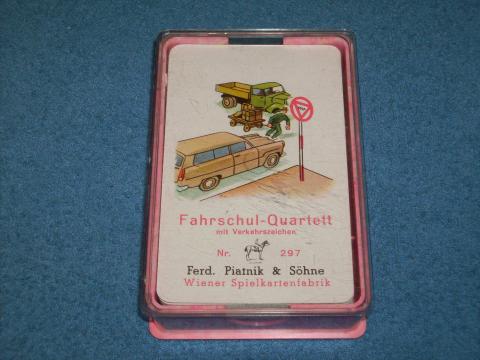 Fahrschul-Quartett
mit Verkehrszeichen
Nr. 297
Ferd. Piatnik & Söhne
Wiener Spielkartenfabrik